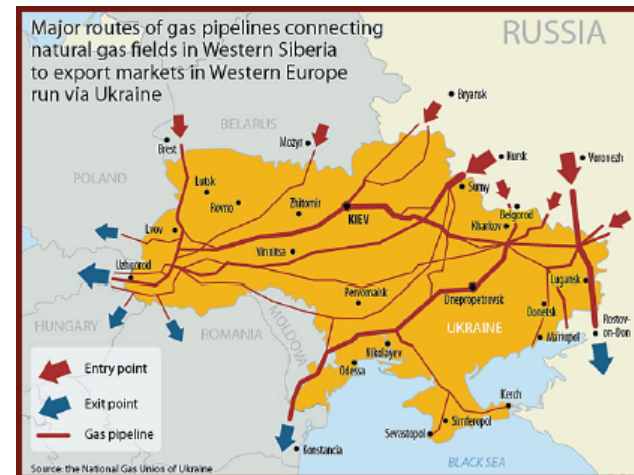 Major routes of gas pipelines connecting
natural gas fields in Western Siberia
to export markets in Western Europe
run via Ukraine
RUSSIA
Bryansk
BELARUS
Brest
Mozyr
Kursk
Voronezh
POLAND
Lutsk
Rovno
Zhitomir
KIEV
Sumy
Belgorod
Kharkov
Lvov
Vinnitsa
Uzhgorod
Pervomaisk
Dnepropetrovsk
Lugansk
Donetsk
HUNGARY
ROMANIA
MOLDOVA
UKRAINE
Mariopol
Rostov-
on-Don
Nikolayev
Odessa
Kerch
Simferopol
Sevastopol
Konstancia
BLACK SEA
Entry point
Exit point
Gas pipeline
Source: the National Gas Union of Ukraine